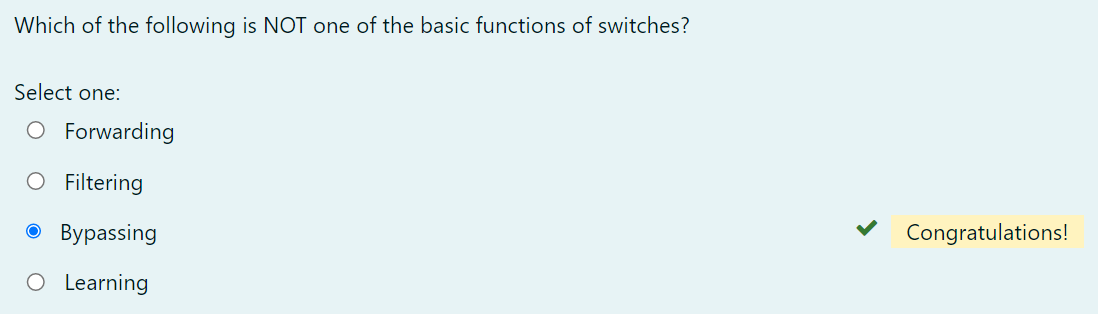 Which of the following is NOT one of the basic functions of switches?
Select one:
Forwarding
Filtering
Bypassing
Congratulations!
Learning